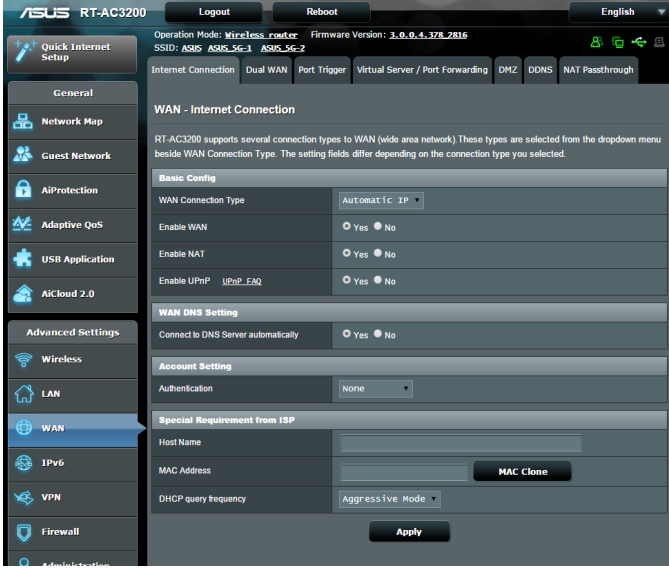 ASUS RT-AC3200 Logout Reboot English
Quick Internet Setup
Operation Mode: Wireless router Firmware Version: 3.0.0.4.378_2816
SSID: ASUS ASUS_5G-1 ASUS_5G-2
Internet Connection Dual WAN Port Trigger Virtual Server / Port Forwarding DMZ DDNS NAT Passthrough
General
Network Map
Guest Network
AiProtection
Adaptive QoS
USB Application
AiCloud 2.0
Advanced Settings
Wireless
LAN
WAN
IPv6
VPN
Firewall
Administration
WAN - Internet Connection
RT-AC3200 supports several connection types to WAN (wide area network).These types are selected from the dropdown menu
beside WAN Connection Type. The setting fields differ depending on the connection type you selected.
Basic Config
WAN Connection Type Automatic IP
Enable WAN Yes No
Enable NAT Yes No
Enable UPnP UPnP FAQ Yes No
WAN DNS Setting
Connect to DNS Server automatically Yes No
Account Setting
Authentication None
Special Requirement from ISP
Host Name
MAC Address MAC Clone
DHCP query frequency Aggressive Mode
Apply